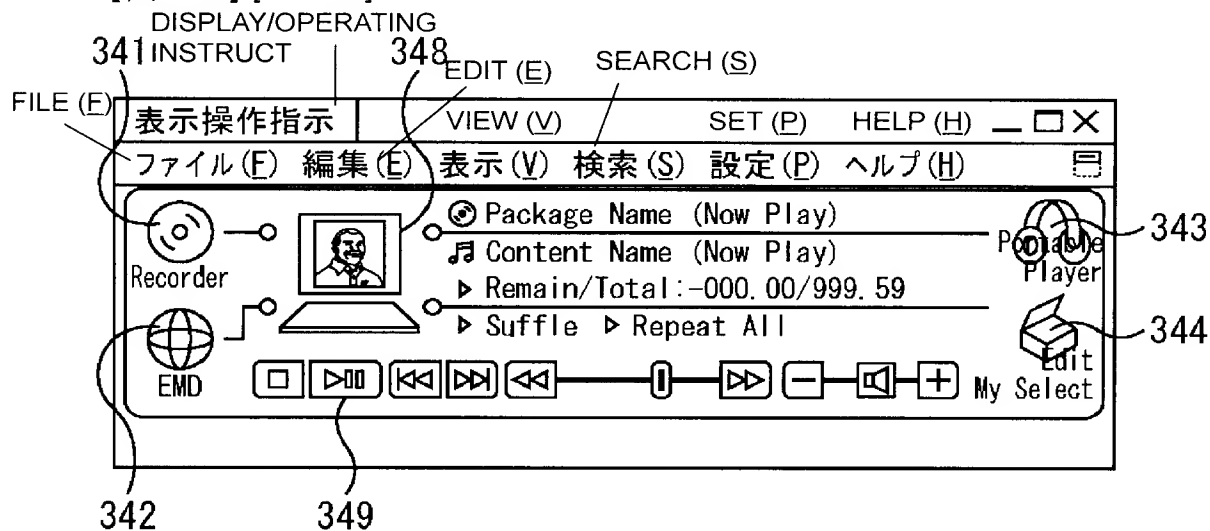 DISPLAY/OPERATING
INSTRUCT
341
348
EDIT (E)
SEARCH (S)
FILE (F)
表示操作指示
VIEW (V)
SET (P)
HELP (H)
ファイル(F) 編集(E) 表示(V) 検索(S) 設定(P) ヘルプ(H)
Package Name (Now Play)
Content Name (Now Play)
Remain/Total:-000.00/999.59
Suffle
Repeat All
Recorder
EMD
Portable
Player
343
Edit
My Select
344
342
349